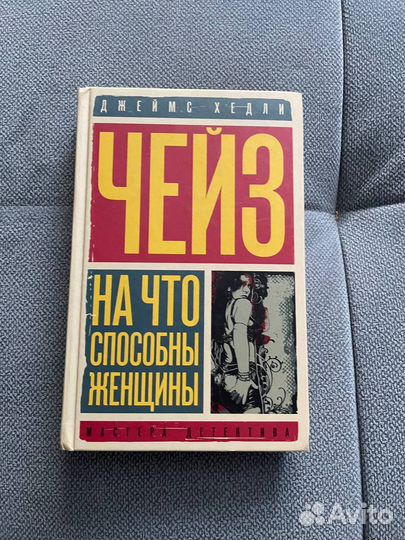 ДЖЕЙМС ХЕДЛИ
ЧЕЙЗ
НА ЧТО
СПОСОБНЫ
ЖЕНЩИНЫ
МАСТЕРА ДЕТЕКТИВА
Avito